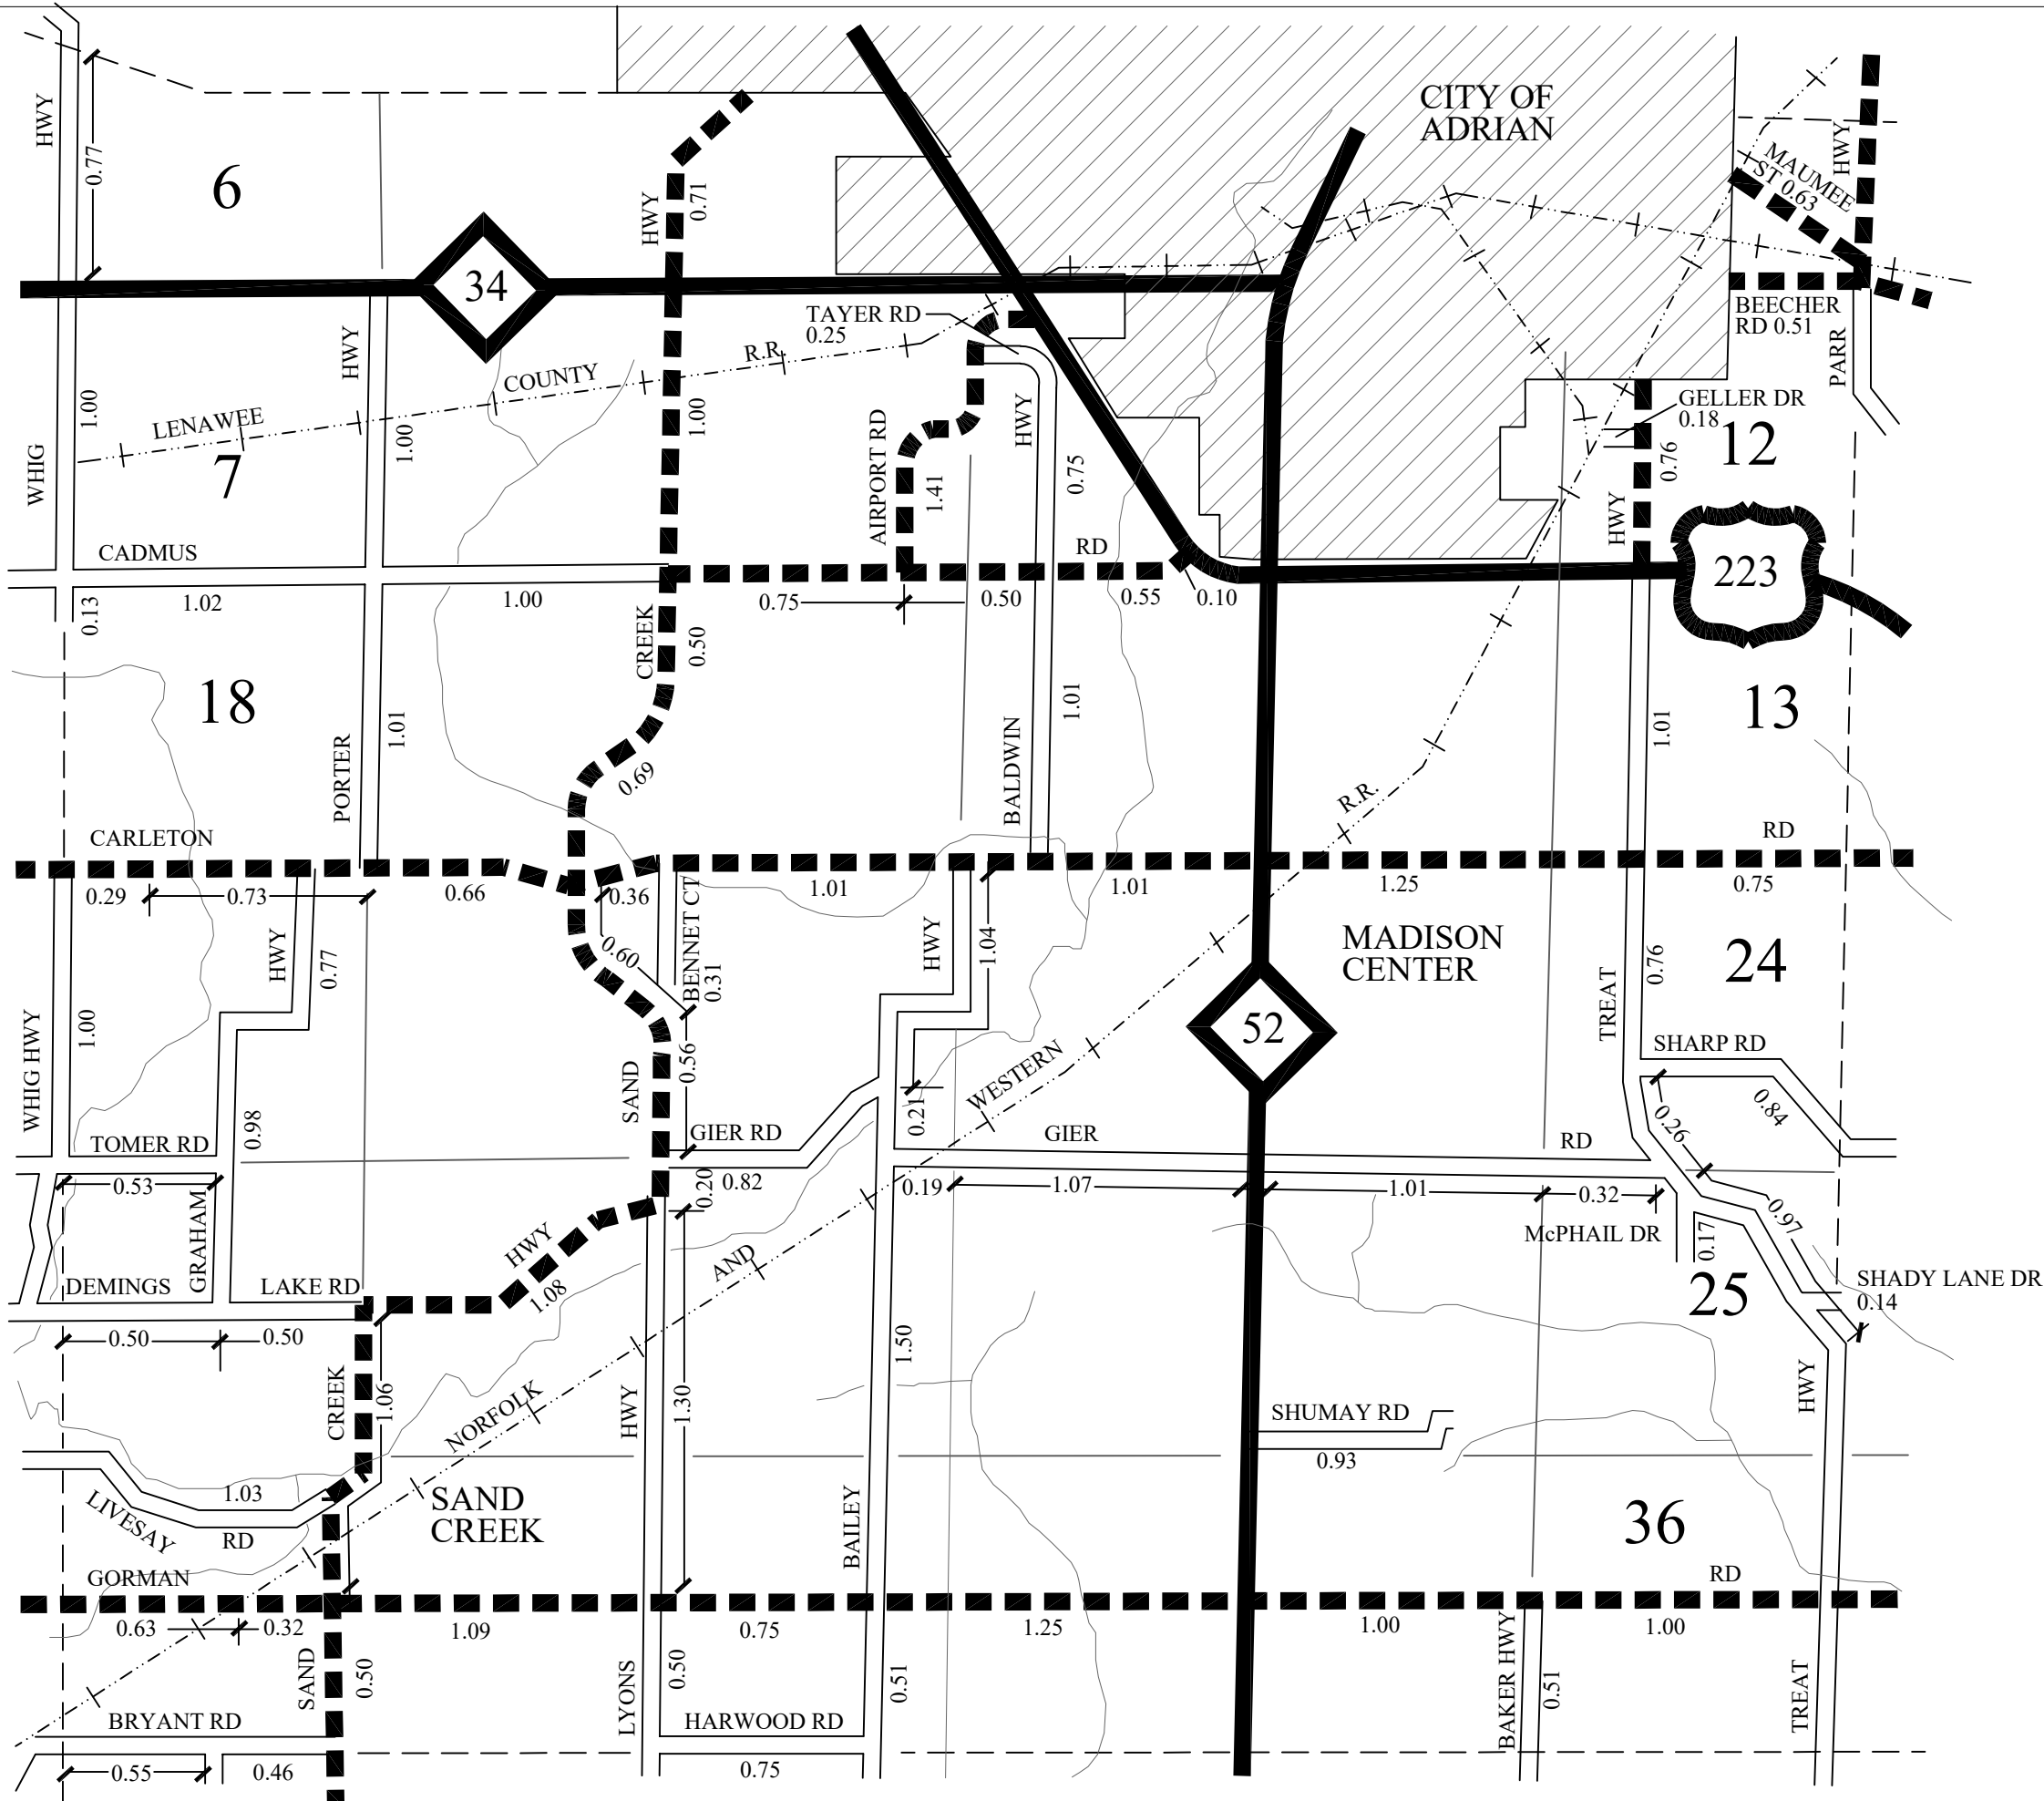 CITY OF
ADRIAN
HWY
0.77
6
HWY
0.71
HWY
MAUMEE
ST 0.63
34
TAYER RD
0.25
BEECHER
RD 0.51
PARR
LENAWEE
COUNTY
R.R.
HWY
1.00
WHIG
7
1.00
1.00
AIRPORT RD
1.41
HWY
0.75
GELLER DR
0.18
12
0.76
HWY
223
CADMUS
RD
0.13
1.02
1.00
0.75
0.50
0.55
0.10
CREEK
0.50
18
PORTER
1.01
0.69
BALDWIN
1.01
1.01
13
R.R.
CARLETON
RD
0.29
0.73
0.66
0.36
1.01
1.01
1.25
0.75
HWY
0.77
0.60
BENNET CT
0.31
HWY
1.04
MADISON
CENTER
TREAT
0.76
24
WHIG HWY
1.00
52
SHARP RD
SAND
0.56
WESTERN
0.84
0.26
TOMER RD
0.98
GIER RD
0.21
GIER
RD
0.53
0.20
0.82
0.19
1.07
1.01
0.32
GRAHAM
HWY
1.08
AND
McPHAIL DR
0.17
0.97
25
SHADY LANE DR
0.14
DEMINGS
LAKE RD
0.50
0.50
CREEK
1.06
HWY
1.30
1.50
NORFOLK
SHUMAY RD
0.93
HWY
1.03
LIVESAY
RD
SAND
CREEK
BAILEY
36
GORMAN
RD
0.63
0.32
1.09
0.75
1.25
1.00
1.00
SAND
0.50
LYONS
0.50
0.51
BAKER HWY
0.51
TREAT
BRYANT RD
HARWOOD RD
0.55
0.46
0.75